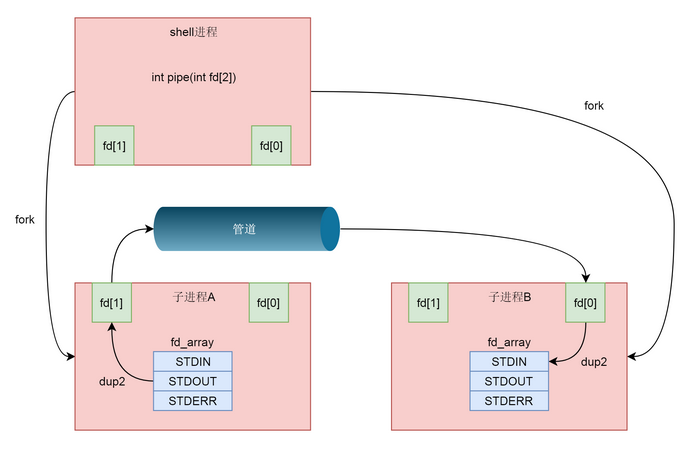 shell进程
int pipe(int fd[2])
fork
fd[1]
fd[0]
fork
管道
fd[1]
子进程A
fd[0]
fd[1]
子进程B
fd[0]
fd_array
STDIN
STDOUT
STDERR
dup2
fd_array
STDIN
STDOUT
STDERR
dup2